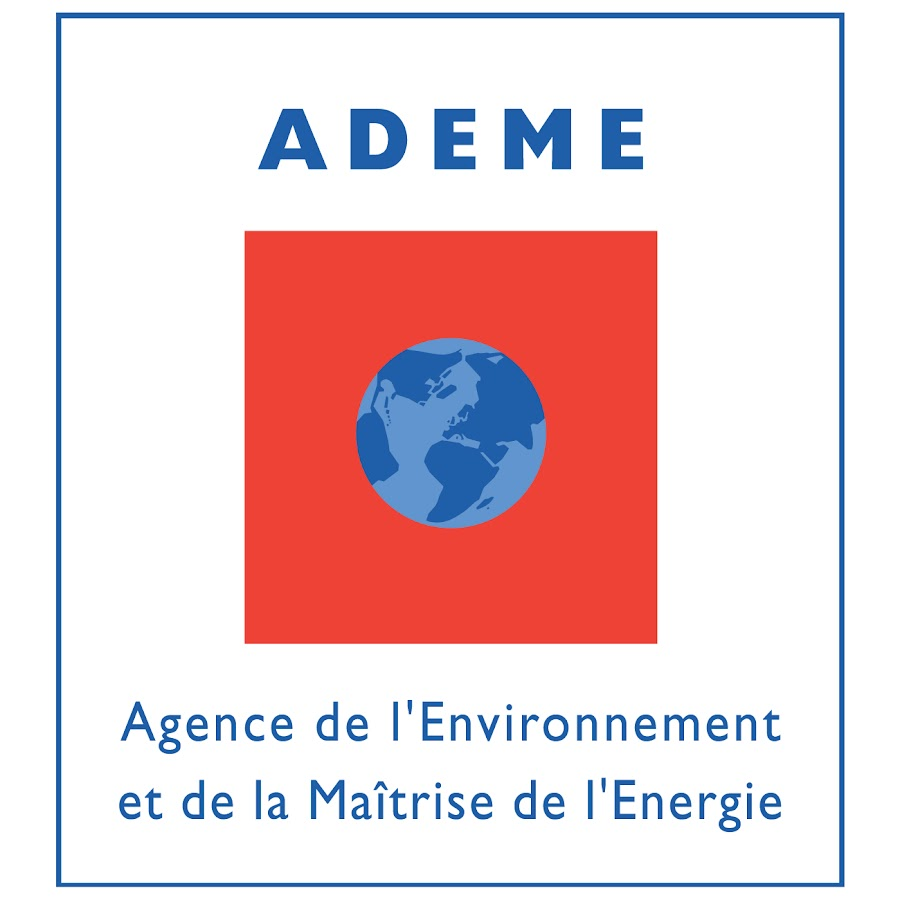 ADEME
Agence de l'Environnement
et de la Maîtrise de l'Energie